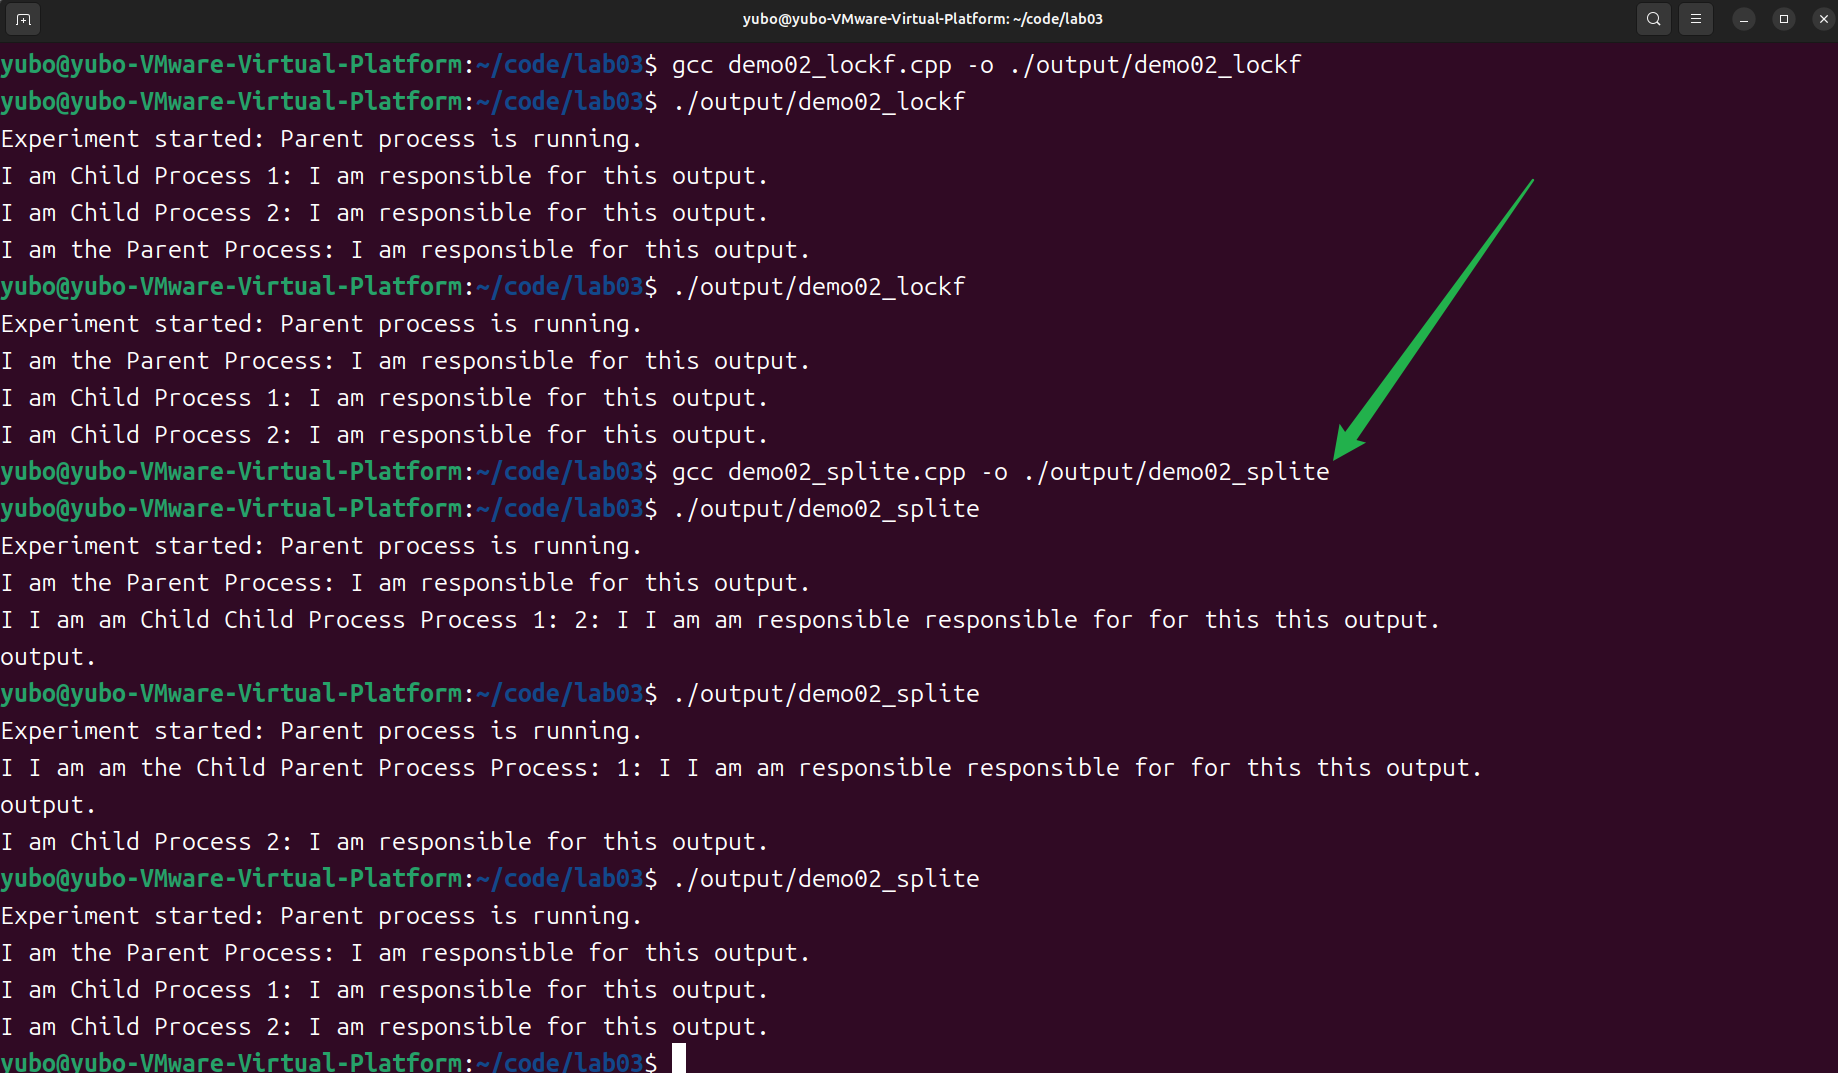 yubo@yubo-VMware-Virtual-Platform: ~/code/lab03
yubo@yubo-VMware-Virtual-Platform:~/code/lab03$ gcc demo02_lockf.cpp -o ./output/demo02_lockf
yubo@yubo-VMware-Virtual-Platform:~/code/lab03$ ./output/demo02_lockf
Experiment started: Parent process is running.
I am Child Process 1: I am responsible for this output.
I am Child Process 2: I am responsible for this output.
I am the Parent Process: I am responsible for this output.
yubo@yubo-VMware-Virtual-Platform:~/code/lab03$ ./output/demo02_lockf
Experiment started: Parent process is running.
I am the Parent Process: I am responsible for this output.
I am Child Process 1: I am responsible for this output.
I am Child Process 2: I am responsible for this output.
yubo@yubo-VMware-Virtual-Platform:~/code/lab03$ gcc demo02_splite.cpp -o ./output/demo02_splite
yubo@yubo-VMware-Virtual-Platform:~/code/lab03$ ./output/demo02_splite
Experiment started: Parent process is running.
I am the Parent Process: I am responsible for this output.
I I am am Child Child Process Process 1: 2: I I am am responsible responsible for for this this output.
output.
yubo@yubo-VMware-Virtual-Platform:~/code/lab03$ ./output/demo02_splite
Experiment started: Parent process is running.
I I am am the Child Parent Process Process: 1: I I am am responsible responsible for for this this output.
output.
I am Child Process 2: I am responsible for this output.
yubo@yubo-VMware-Virtual-Platform:~/code/lab03$ ./output/demo02_splite
Experiment started: Parent process is running.
I am the Parent Process: I am responsible for this output.
I am Child Process 1: I am responsible for this output.
I am Child Process 2: I am responsible for this output.
yubo@yubo-VMware-Virtual-Platform:~/code/lab03$